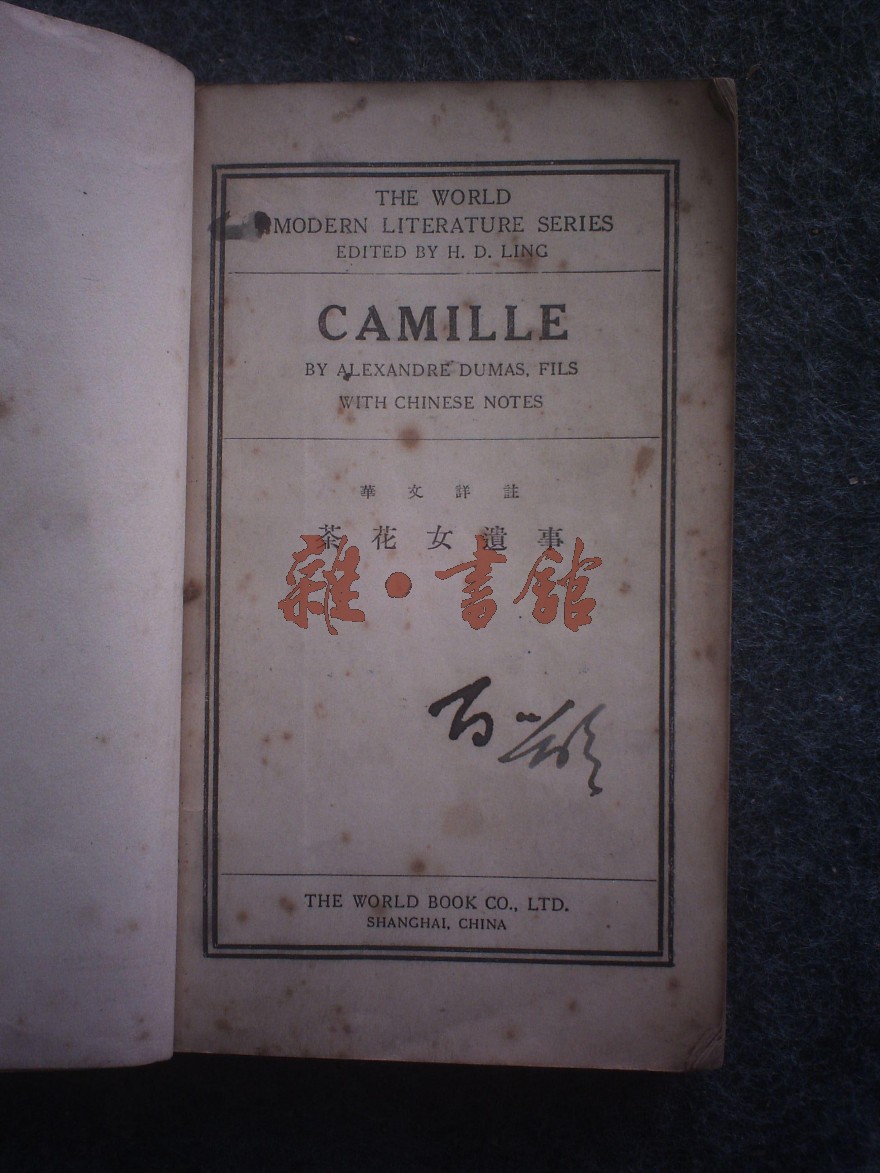 THE WORLD
MODERN LITERATURE SERIES
EDITED BY H. D. LING
CAMILLE
BY ALEXANDRE DUMAS, FILS
WITH CHINESE NOTES
華文詳註
茶花女遺事
雜·書館
百
THE WORLD BOOK CO., LTD.
SHANGHAI, CHINA